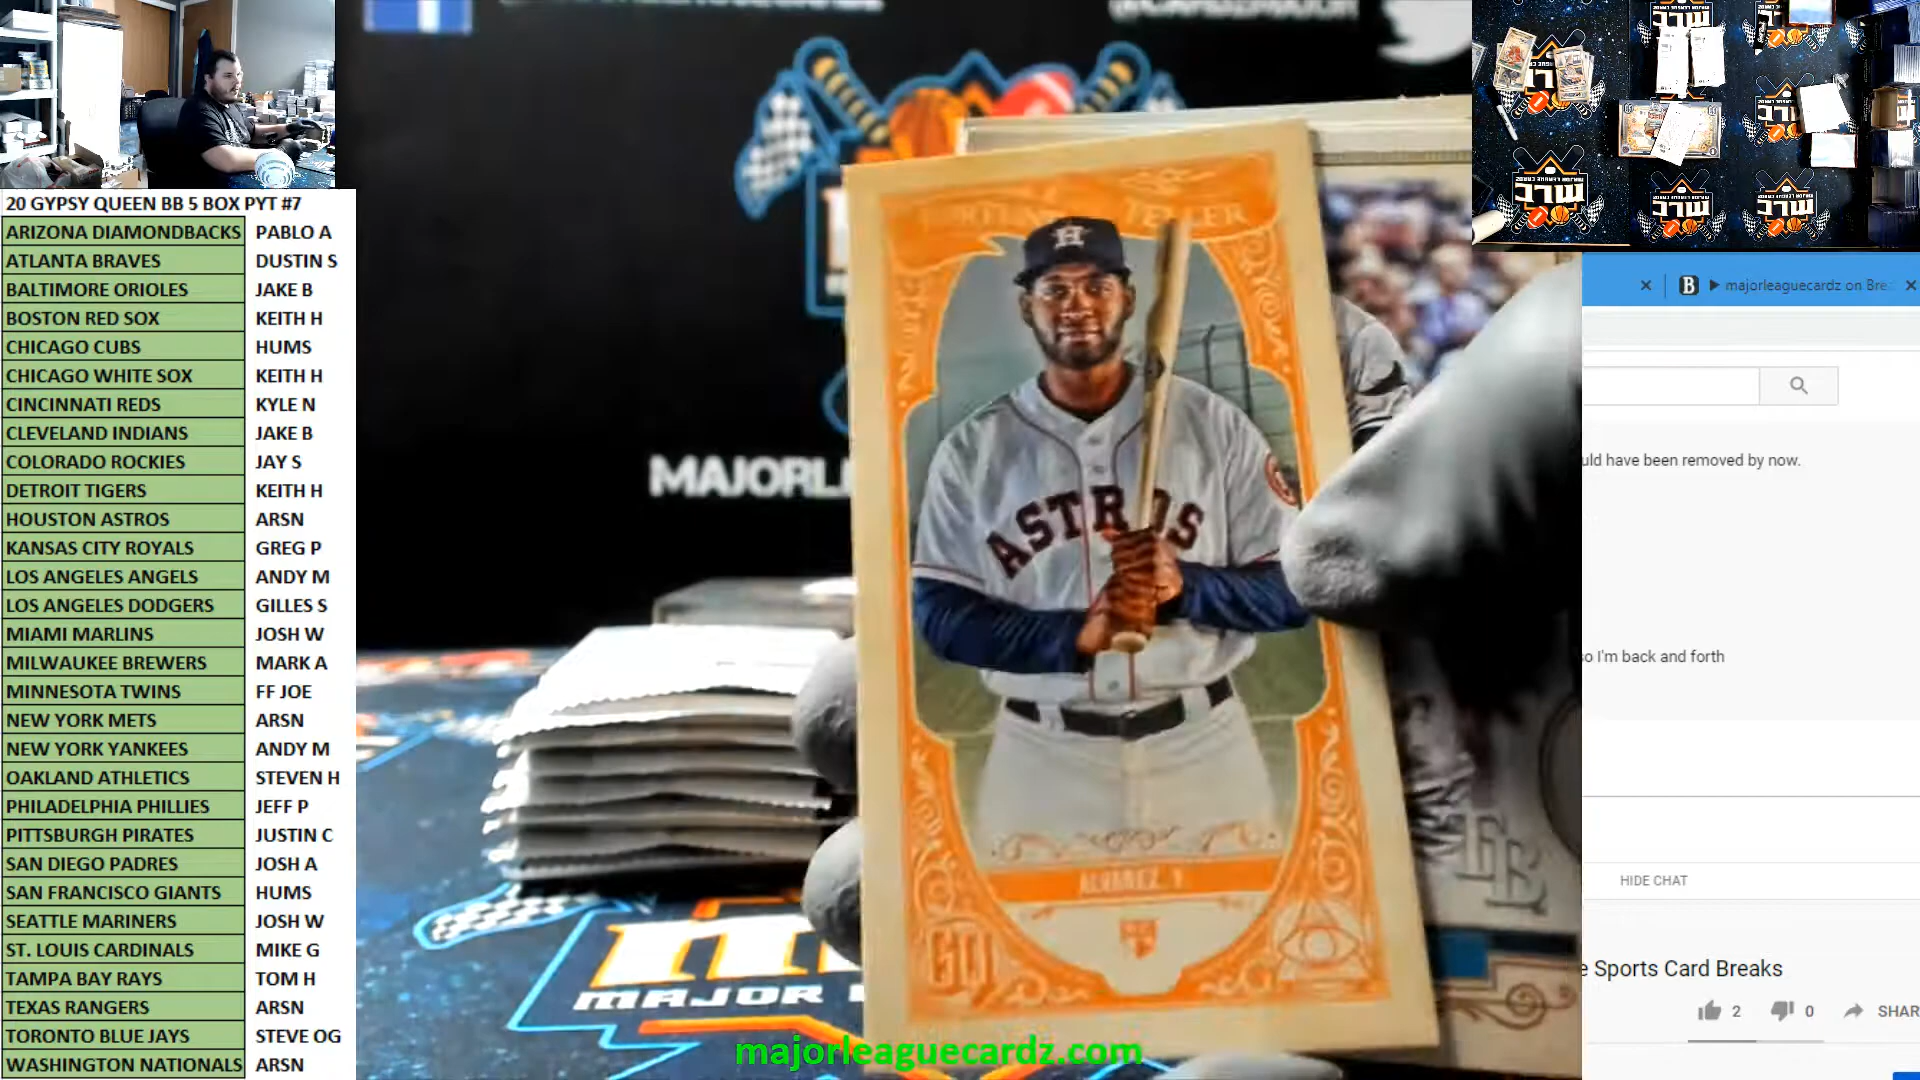 20 GYPSY QUEEN BB 5 BOX PYT #7
ARIZONA DIAMONDBACKS PABLO A
ATLANTA BRAVES DUSTIN S
BALTIMORE ORIOLES JAKE B
BOSTON RED SOX KEITH H
CHICAGO CUBS HUMS
CHICAGO WHITE SOX KEITH H
CINCINNATI REDS KYLE N
CLEVELAND INDIANS JAKE B
COLORADO ROCKIES JAY S
DETROIT TIGERS KEITH H
HOUSTON ASTROS ARSN
KANSAS CITY ROYALS GREG P
LOS ANGELES ANGELS ANDY M
LOS ANGELES DODGERS GILLES S
MIAMI MARLINS JOSH W
MILWAUKEE BREWERS MARK A
MINNESOTA TWINS FF JOE
NEW YORK METS ARSN
NEW YORK YANKEES ANDY M
OAKLAND ATHLETICS STEVEN H
PHILADELPHIA PHILLIES JEFF P
PITTSBURGH PIRATES JUSTIN C
SAN DIEGO PADRES JOSH A
SAN FRANCISCO GIANTS HUMS
SEATTLE MARINERS JOSH W
ST. LOUIS CARDINALS MIKE G
TAMPA BAY RAYS TOM H
TEXAS RANGERS ARSN
TORONTO BLUE JAYS STEVE OG
WASHINGTON NATIONALS ARSN
MAJORL
TELLER
H
ASTROS
ALVAREZ, Y
GQ
TB
MAJOR
majorleaguecardz.com
B majorleaguecardz on Bre
uld have been removed by now.
so I'm back and forth
HIDE CHAT
e Sports Card Breaks
2 0 SHAR